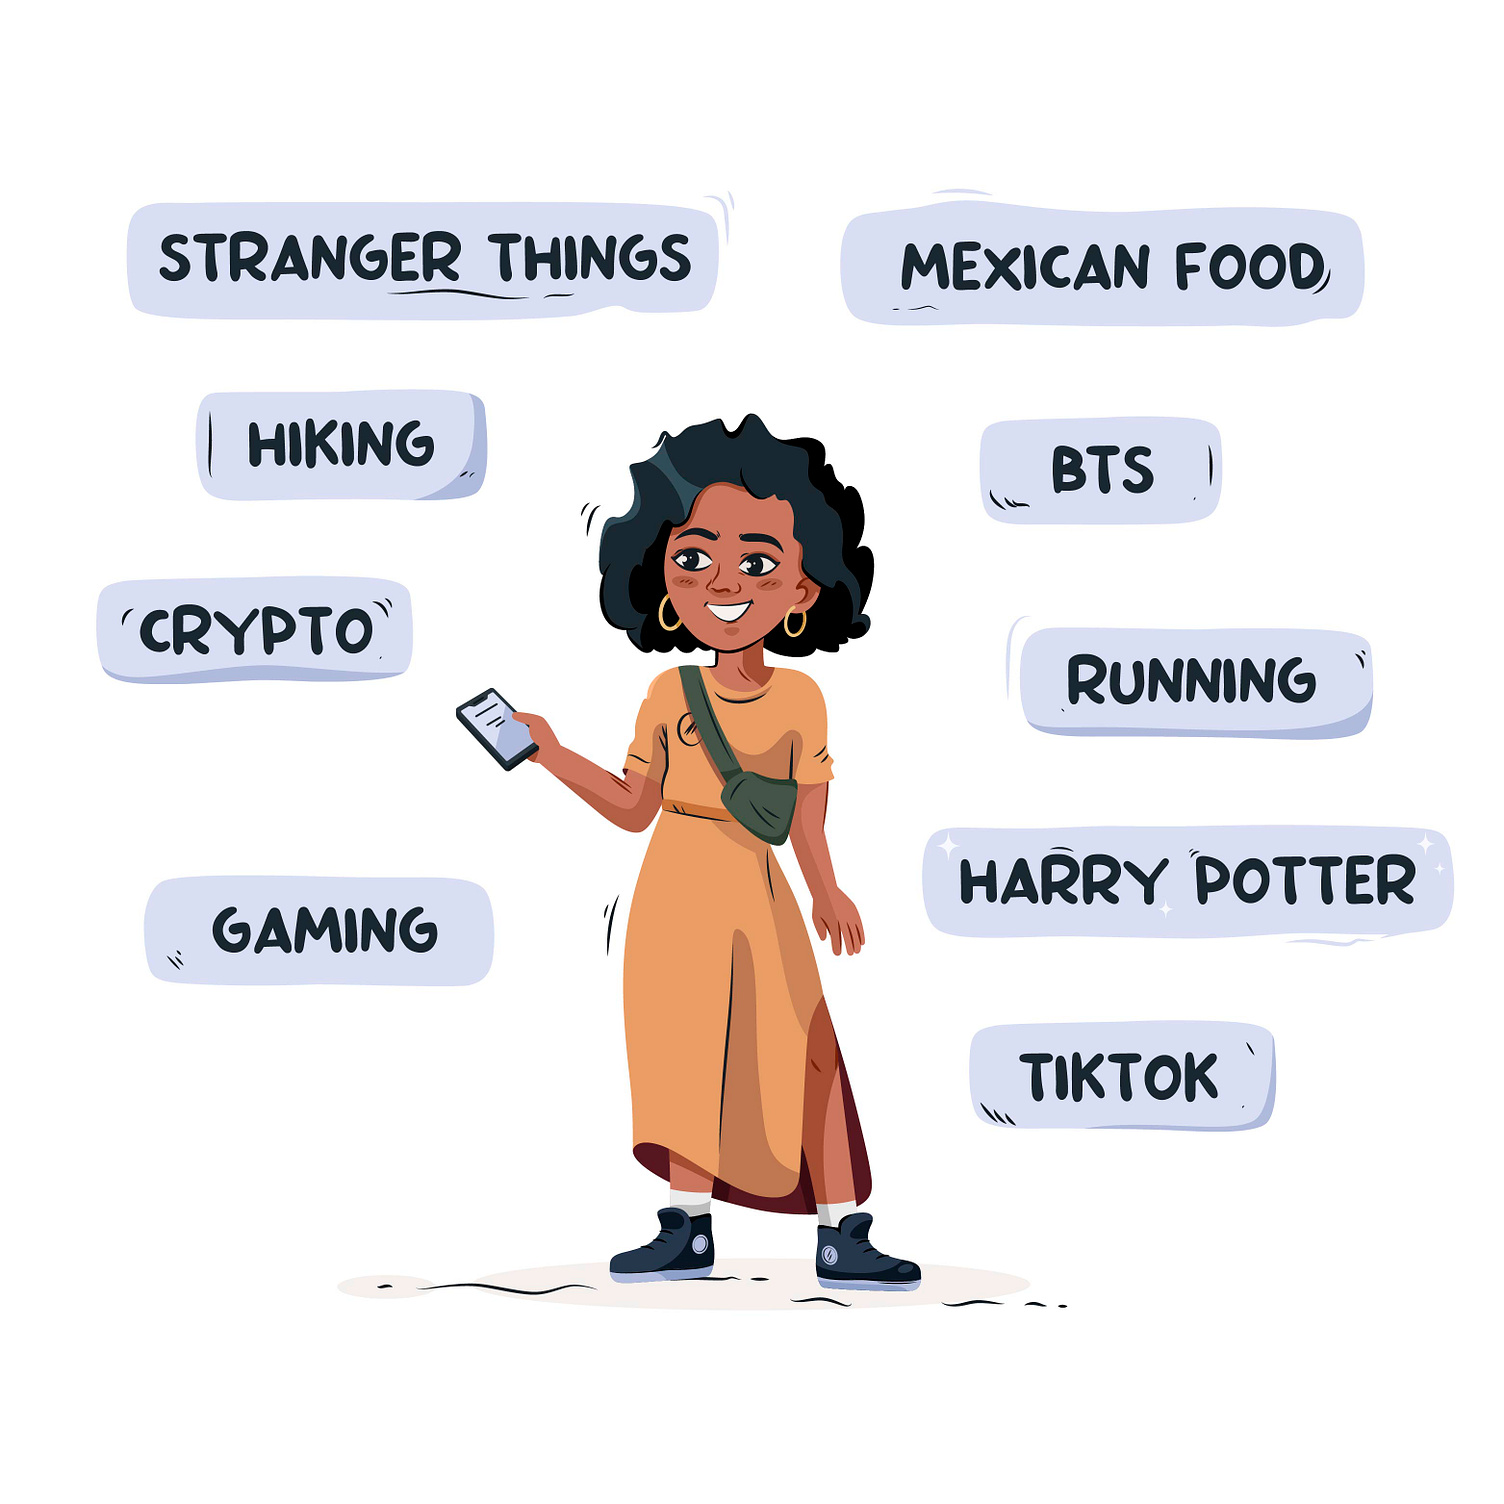 STRANGER THINGS
MEXICAN FOOD
HIKING
BTS
CRYPTO
RUNNING
HARRY POTTER
GAMING
TIKTOK